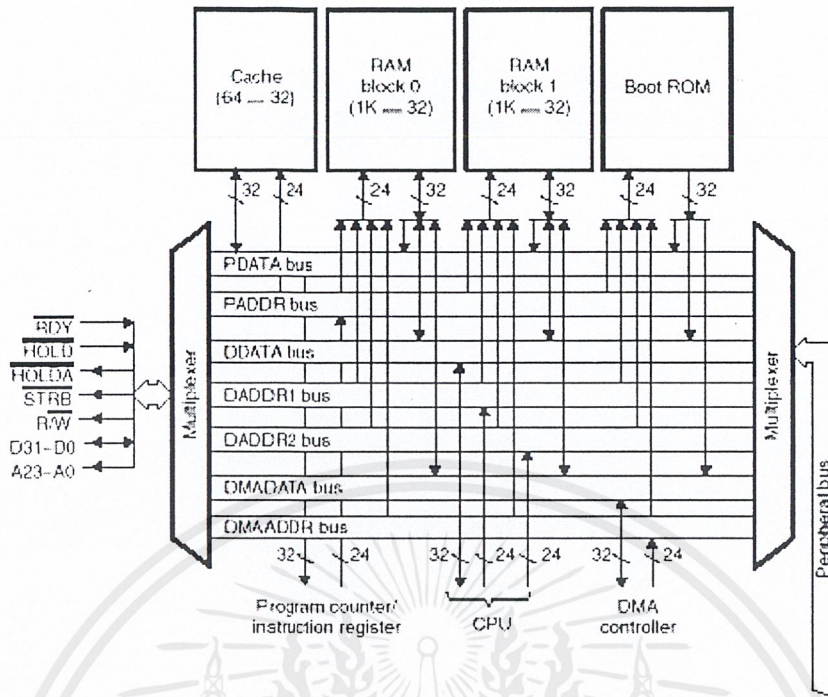 Cache
(64 — 32)
RAM
block 0
(1K — 32)
RAM
block 1
(1K — 32)
Boot ROM
32
24
24
32
24
32
24
32
PDATA bus
PADDR bus
DDATA bus
DADDR1 bus
DADDR2 bus
DMADATA bus
DMAADDR bus
Multiplexer
Multiplexer
RDY
HOLD
HOLDA
STRB
R/W
D31–D0
A23–A0
Peripheral bus
32
24
32
24
24
32
24
Program counter/
instruction register
CPU
DMA
controller